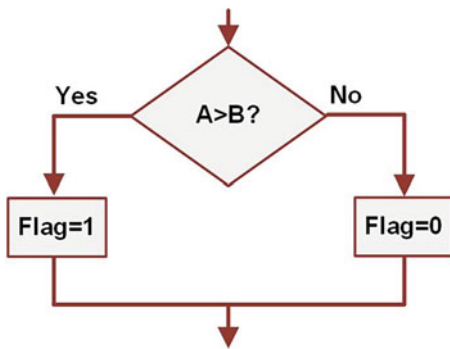 Yes
No
A>B?
Flag=1
Flag=0